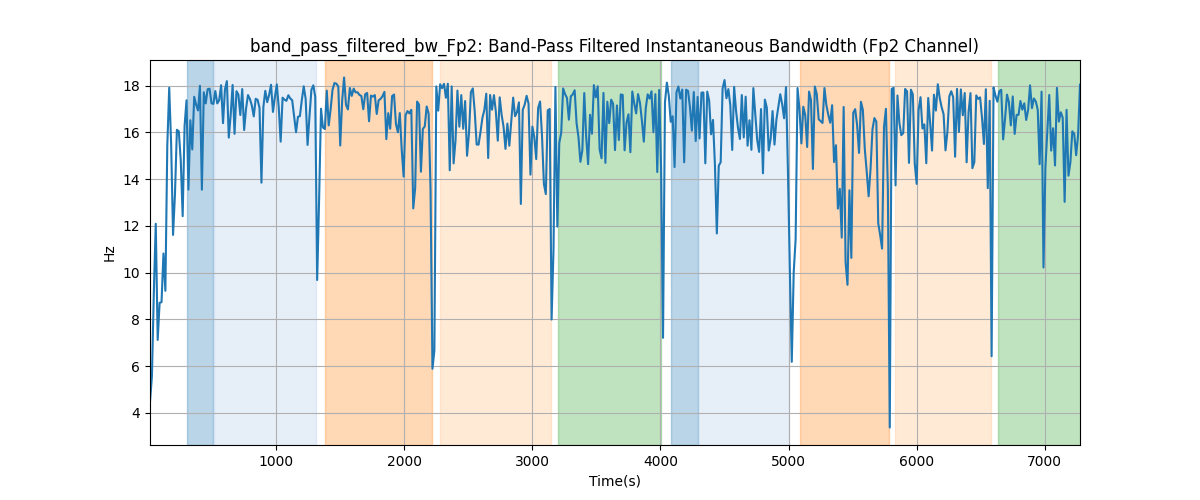 band_pass_filtered_bw_Fp2: Band-Pass Filtered Instantaneous Bandwidth (Fp2 Channel)
18
16
14
12
10
8
6
4
Hz
1000 2000 3000 4000 5000 6000 7000
Time(s)